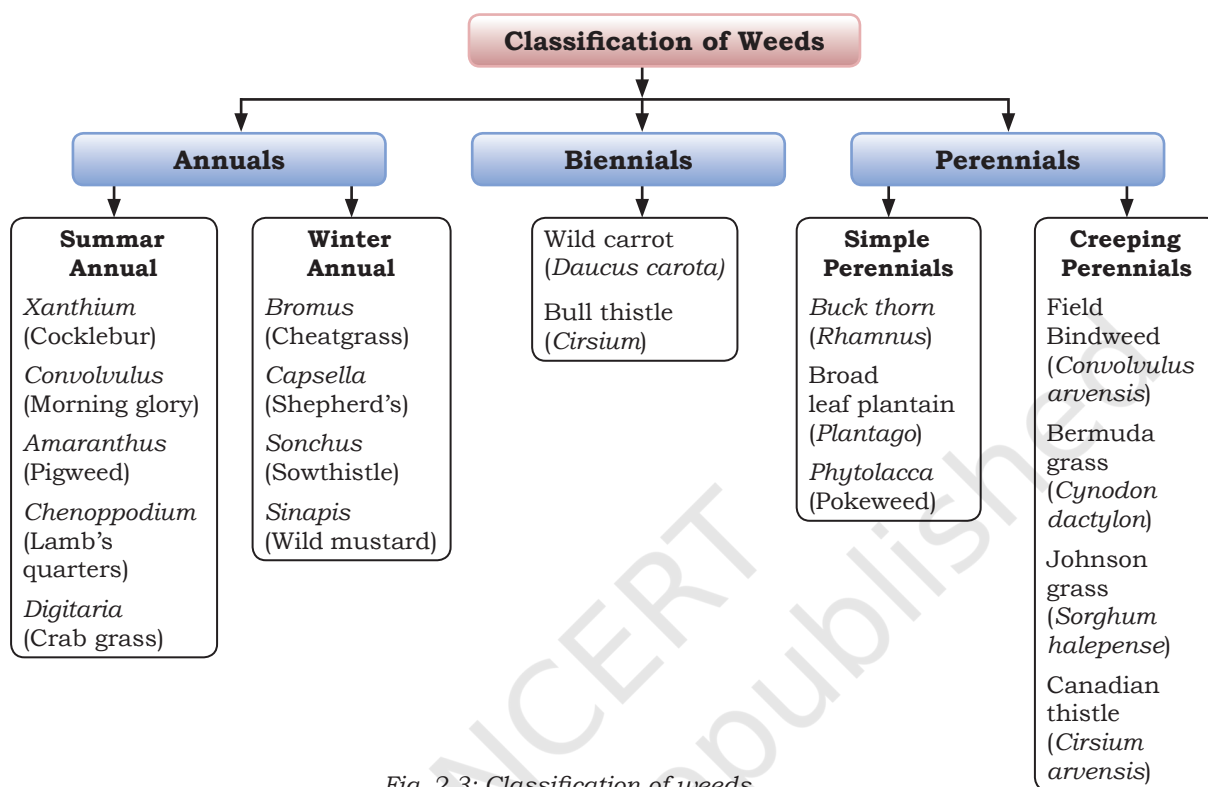 Classification of Weeds
Annuals
Biennials
Perennials
Summar
Annual
Xanthium
(Cocklebur)
Convolvulus
(Morning glory)
Amaranthus
(Pigweed)
Chenoppodium
(Lamb's
quarters)
Digitaria
(Crab grass)
Winter
Annual
Bromus
(Cheatgrass)
Capsella
(Shepherd's)
Sonchus
(Sowthistle)
Sinapis
(Wild mustard)
Wild carrot
(Daucus carota)
Bull thistle
(Cirsium)
Simple
Perennials
Buck thorn
(Rhamnus)
Broad
leaf plantain
(Plantago)
Phytolacca
(Pokeweed)
Creeping
Perennials
Field
Bindweed
(Convolvulus
arvensis)
Bermuda
grass
(Cynodon
dactylon)
Johnson
grass
(Sorghum
halepense)
Canadian
thistle
(Cirsium
arvensis)
Fig. 2.3: Classification of weeds
NCERT